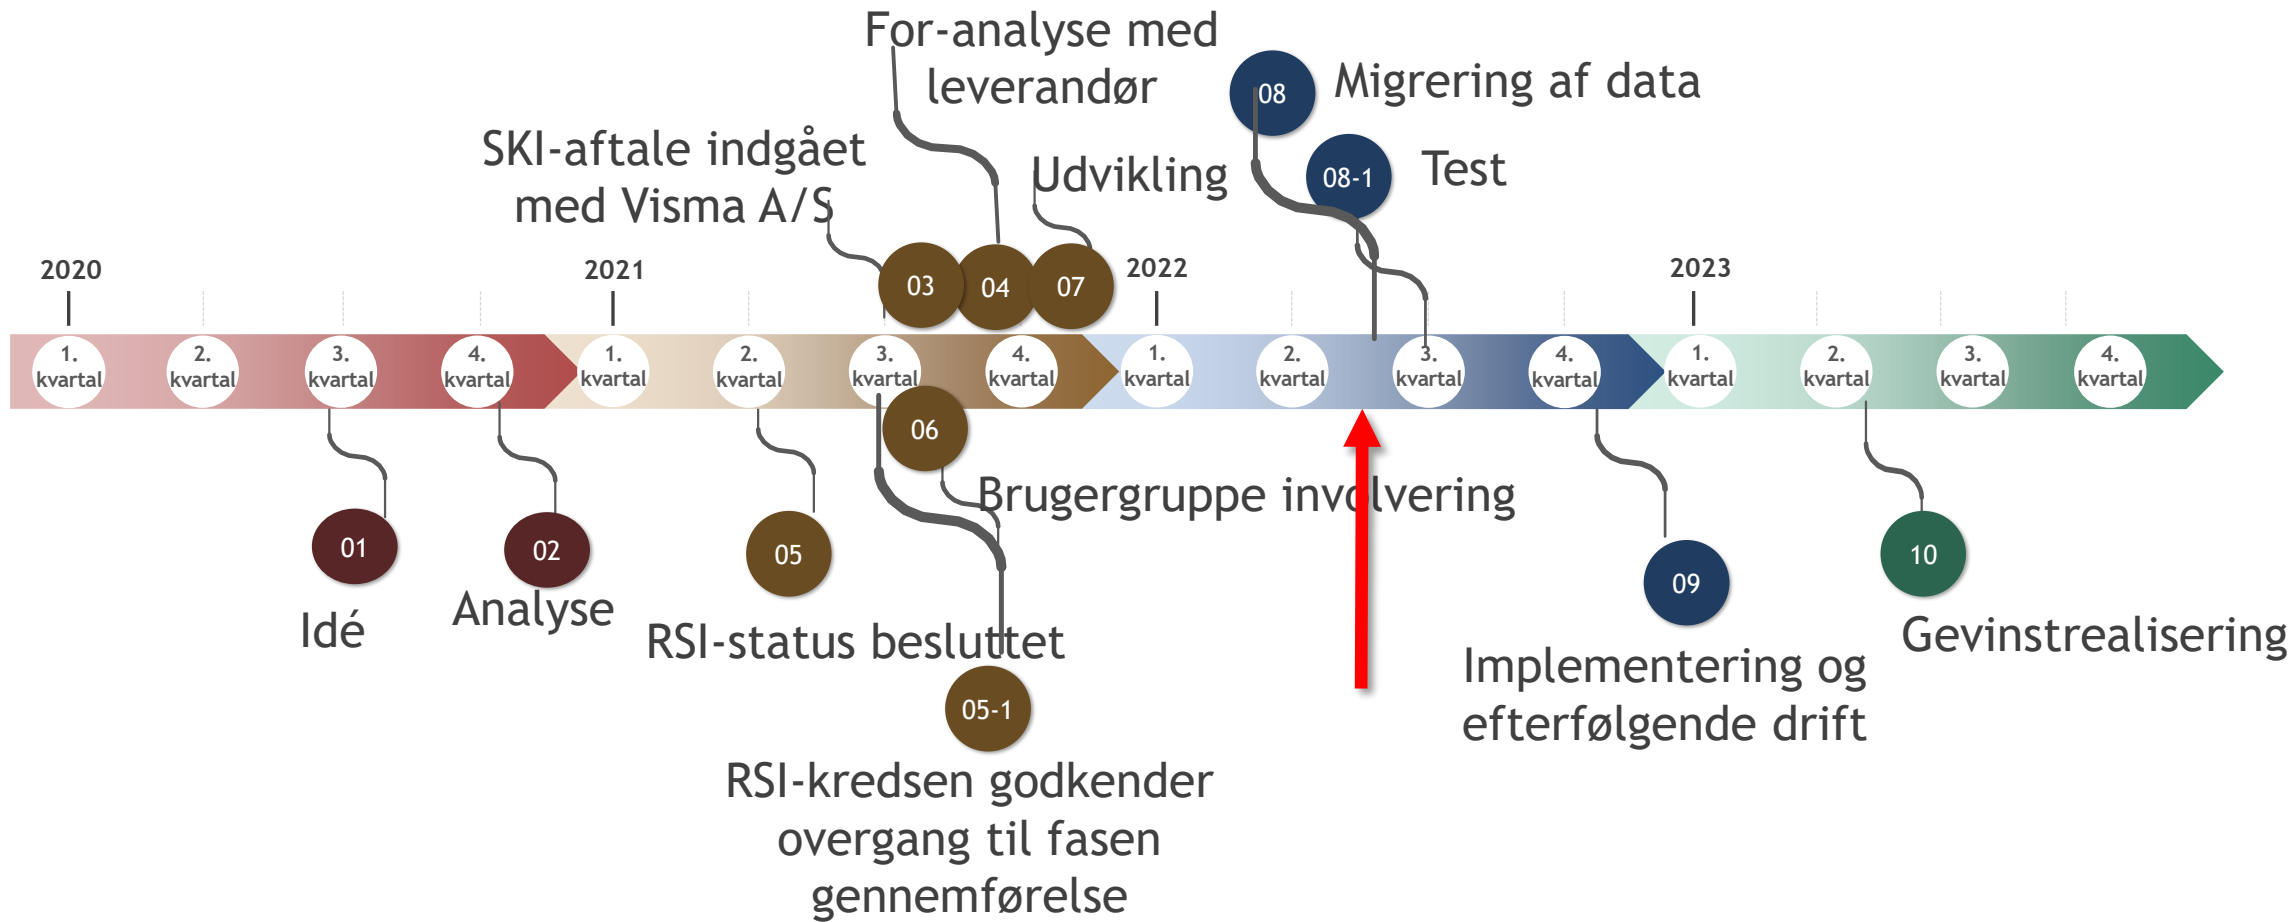 For-analyse med
leverandør
08
Migrering af data
SKI-aftale indgået
med Visma A/S
Udvikling
08-1
Test
2020
2021
03
04
07
2022
2023
1.
kvartal
2.
kvartal
3.
kvartal
4.
kvartal
1.
kvartal
2.
kvartal
3.
kvartal
4.
kvartal
1.
kvartal
2.
kvartal
3.
kvartal
4.
kvartal
1.
kvartal
2.
kvartal
3.
kvartal
4.
kvartal
06
Brugergruppe involvering
01
Idé
02
Analyse
05
RSI-status besluttet
05-1
RSI-kredsen godkender
overgang til fasen
gennemførelse
09
Implementering og
efterfølgende drift
10
Gevinstrealisering